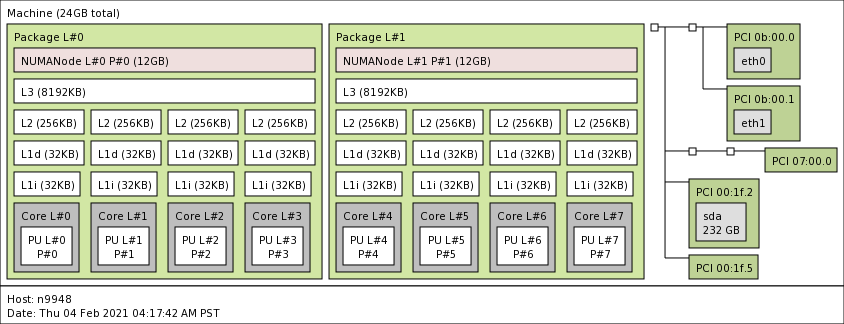 Machine (24GB total)
Package L#0
NUMANode L#0 P#0 (12GB)
L3 (8192KB)
L2 (256KB) L2 (256KB) L2 (256KB) L2 (256KB)
L1d (32KB) L1d (32KB) L1d (32KB) L1d (32KB)
L1i (32KB) L1i (32KB) L1i (32KB) L1i (32KB)
Core L#0 Core L#1 Core L#2 Core L#3
PU L#0 PU L#1 PU L#2 PU L#3
P#0 P#1 P#2 P#3
Package L#1
NUMANode L#1 P#1 (12GB)
L3 (8192KB)
L2 (256KB) L2 (256KB) L2 (256KB) L2 (256KB)
L1d (32KB) L1d (32KB) L1d (32KB) L1d (32KB)
L1i (32KB) L1i (32KB) L1i (32KB) L1i (32KB)
Core L#4 Core L#5 Core L#6 Core L#7
PU L#4 PU L#5 PU L#6 PU L#7
P#4 P#5 P#6 P#7
PCI 0b:00.0
eth0
PCI 0b:00.1
eth1
PCI 07:00.0
PCI 00:1f.2
sda
232 GB
PCI 00:1f.5
Host: n9948
Date: Thu 04 Feb 2021 04:17:42 AM PST